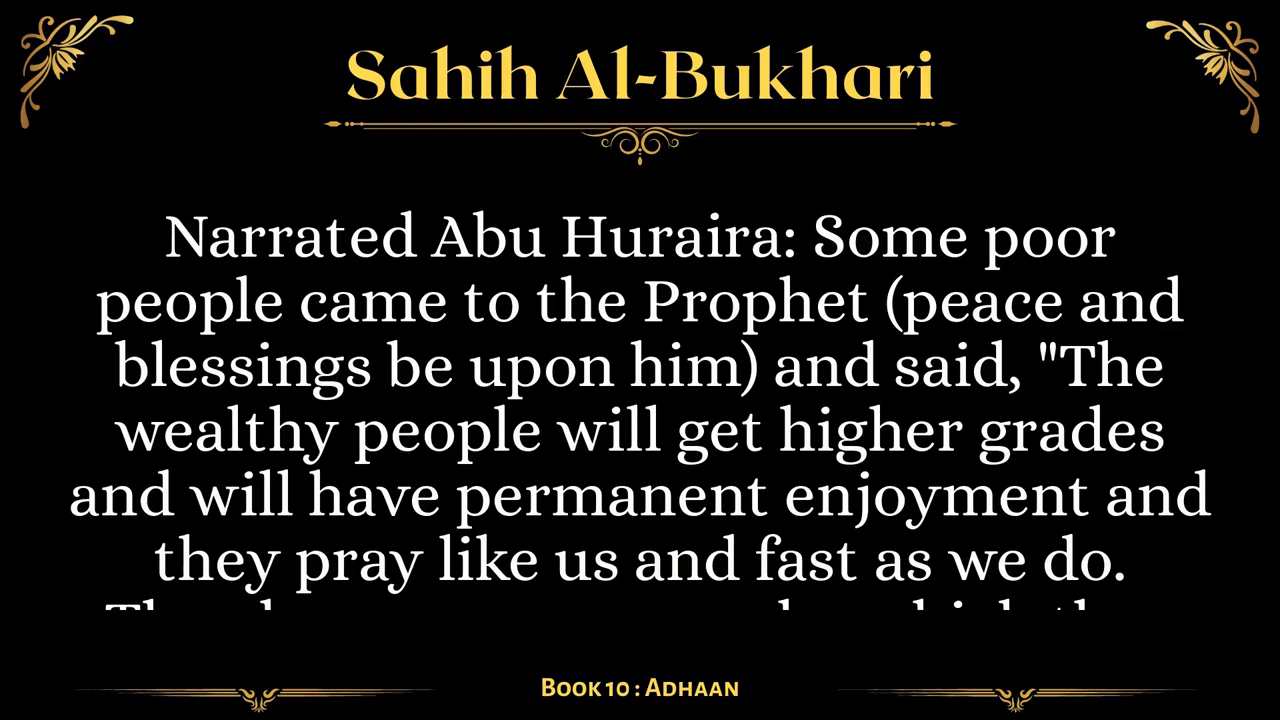 Sahih Al-Bukhari
Narrated Abu Huraira: Some poor
people came to the Prophet (peace and
blessings be upon him) and said, "The
wealthy people will get higher grades
and will have permanent enjoyment and
they pray like us and fast as we do.
Book 10 : Adhaan